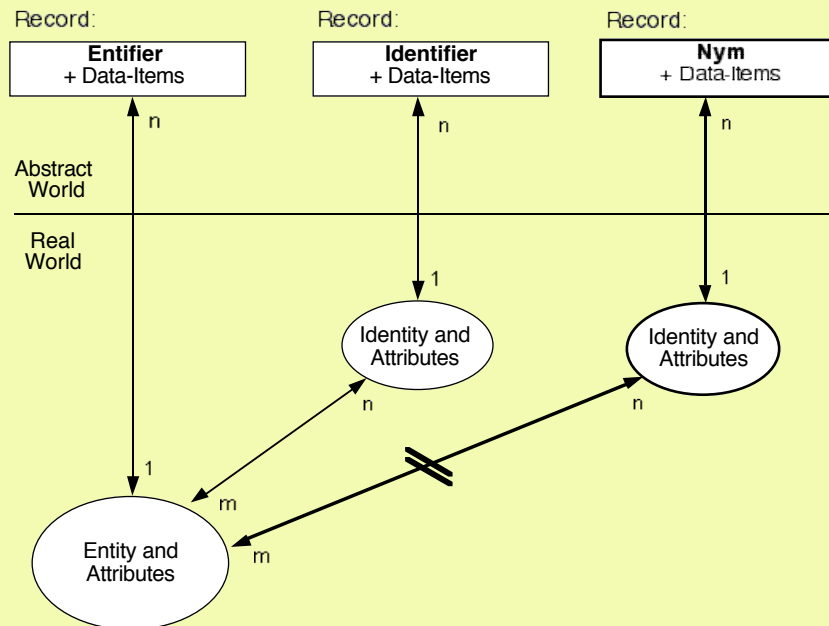 Record:
Record:
Record:
Entifier
+ Data-Items
Identifier
+ Data-Items
Nym
+ Data-Items
n
n
n
Abstract
World
Real
World
1
1
Identity and
Attributes
Identity and
Attributes
n
n
1
m
m
Entity and
Attributes